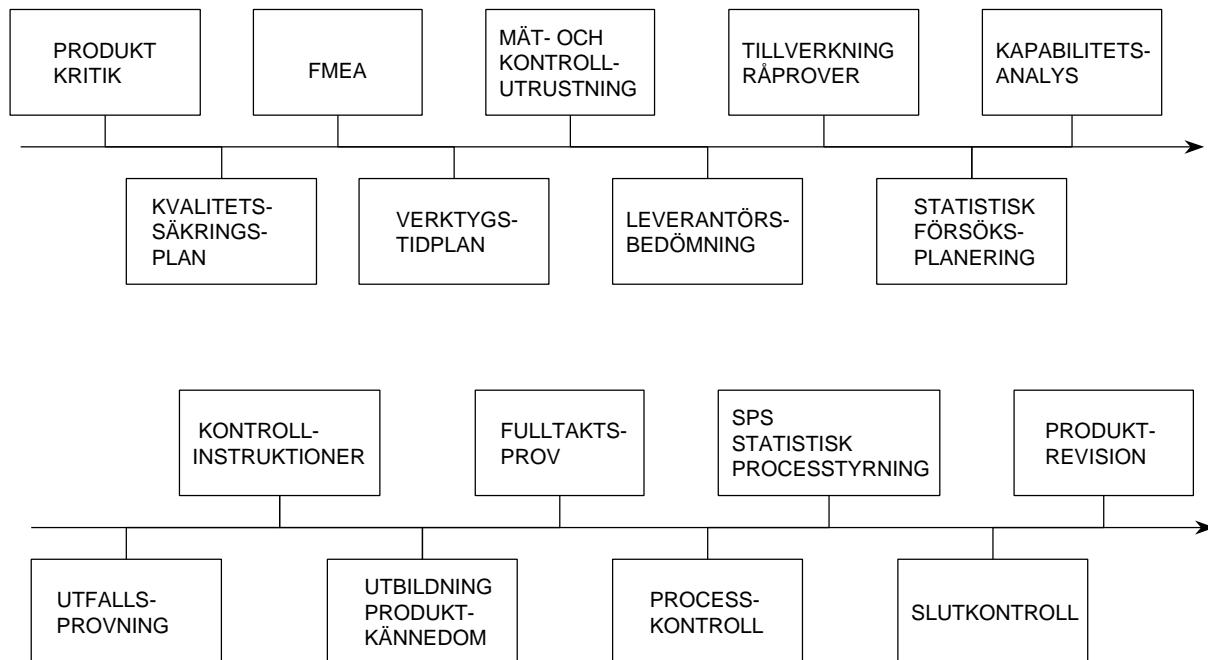 PRODUKT
KRITIK
FMEA
MÄT- OCH
KONTROLL-
UTRUSTNING
TILLVERKNING
RÅPROVER
KAPABILITETS-
ANALYS
KVALITETS-
SÄKRINGS-
PLAN
VERKTYGS-
TIDPLAN
LEVERANTÖRS-
BEDÖMNING
STATISTISK
FÖRSÖKS-
PLANERING
KONTROLL-
INSTRUKTIONER
FULLTAKTS-
PROV
SPS
STATISTISK
PROCESSTYRNING
PRODUKT-
REVISION
UTFALLS-
PROVNING
UTBILDNING
PRODUKT-
KÄNNEDOM
PROCESS-
KONTROLL
SLUTKONTROLL